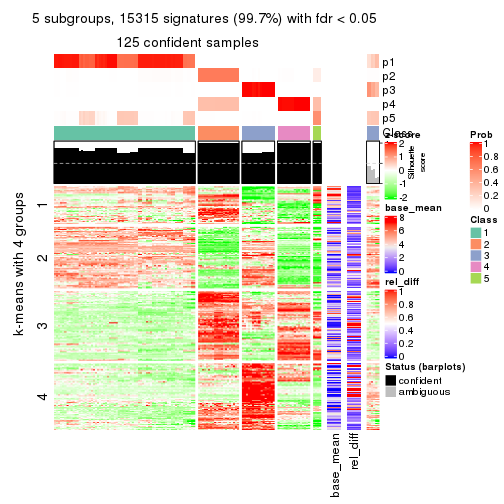 5 subgroups, 15315 signatures (99.7%) with fdr < 0.05
125 confident samples
p1
p2
p3
p4
p5
Class
z-score
2
1
0
-1
-2
Silhouette
score
Prob
1
0.8
0.6
0.4
0.2
0
base_mean
8
6
4
2
0
Class
1
2
3
4
5
rel_diff
1
0.8
0.6
0.4
0.2
0
Status (barplots)
confident
ambiguous
k-means with 4 groups
1
2
3
4
base_mean
rel_diff